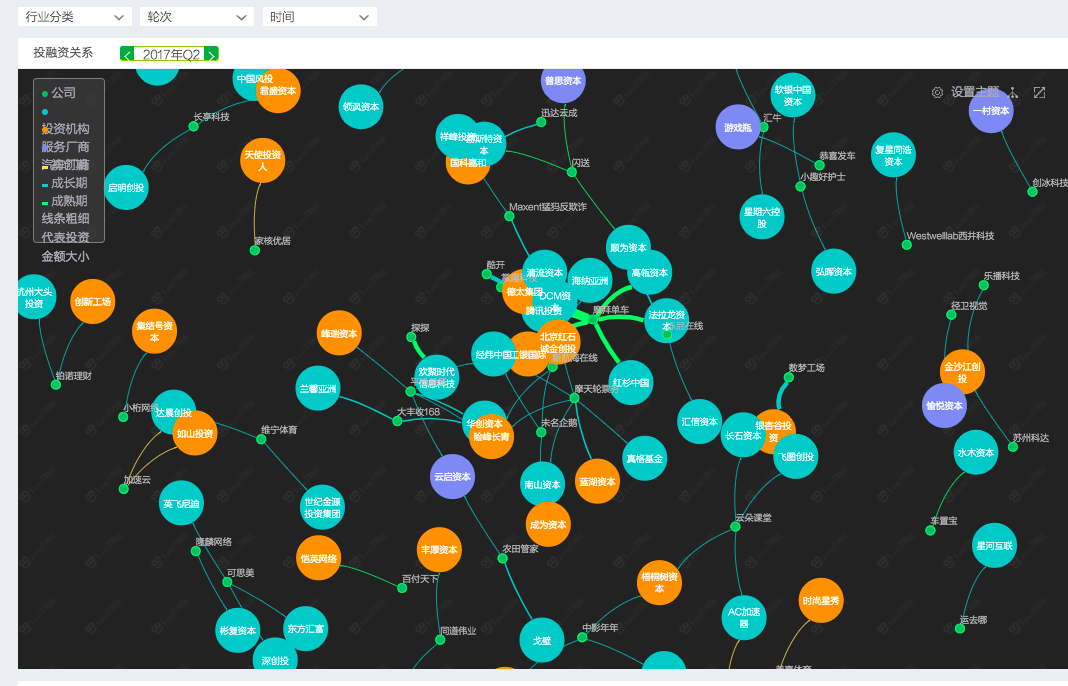 行业分类
轮次
时间
投融资关系
2017年Q2
公司
投资机构
服务厂商
成长期
成熟期
线条粗细
代表投资
金额大小
设置主题
中国风投
君盛资本
领沨资本
长亭科技
天使投资
人
启明创投
家核优居
普思资本
迅达云成
祥峰投资
国科嘉和
闪送
Maxent猛犸反欺诈
软银中国
资本
游戏瓶
汇牛
恭喜发车
小趣好护士
复星同浩
资本
一村资本
创冰科技
星期六控
股
弘晖资本
Westwelllab西井科技
乐播科技
径卫视觉
杭州大头
投资
创新工场
集结号资
本
铂诺理财
小桁网络
达晨创投
如山投资
加速云
维宁体育
世纪金源
投资集团
英飞尼迪
隆麟网络
可思美
彬复资本
东方汇富
深创投
恺英网络
百付天下
丰厚资本
同道伟业
酷开
清流资本
海纳亚洲
顺为资本
高瓴资本
德太集团
DCM资
本
腾讯投资
摩拜单车
法拉龙资
本
北京红石
诚金创投
红杉中国
峰瑞资本
探探
欢聚时代
信鼎科技
经纬中国
工银国际
兰馨亚洲
大丰收168
华创资本
险峰长青
未名企鹅
摩天轮票务
云启资本
南山资本
成为资本
蓝湖资本
真格基金
农田管家
戈壁
中影年年
梧桐树资
本
汇信资本
长石资本
银杏谷投
资
飞图创投
数梦工场
云朵课堂
AC加速
器
时尚星秀
金沙江创
投
愉悦资本
水木资本
苏州科达
车置宝
星河互联
运去哪